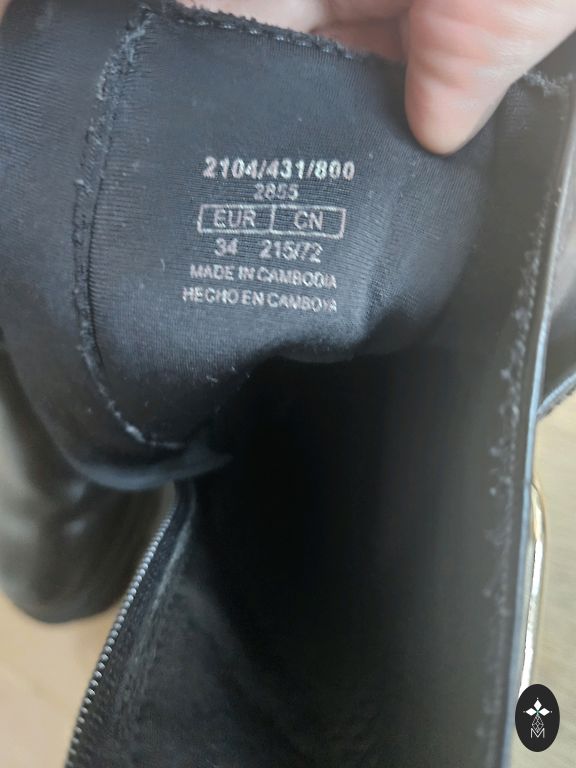 2104/431/800
2855
EUR CN
34 215/72
MADE IN CAMBODIA
HECHO EN CAMBOYA
M